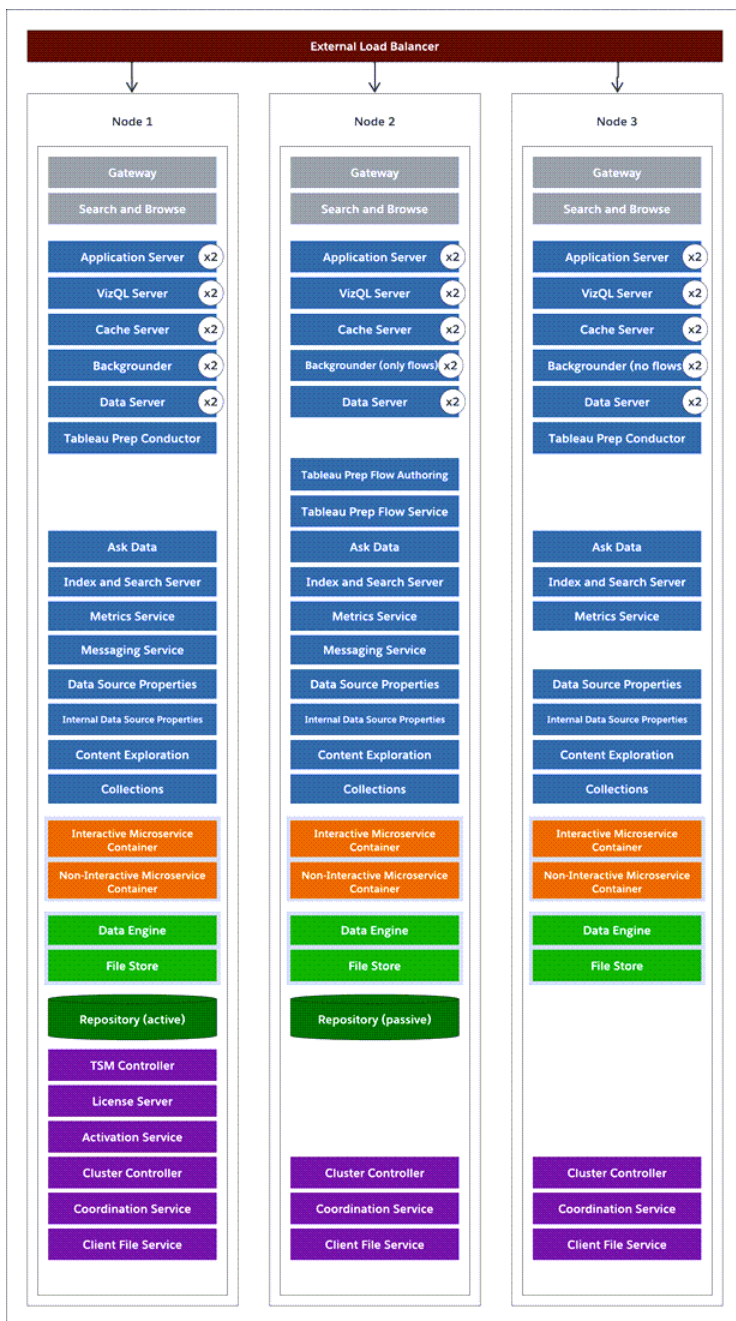 External Load Balancer
Node 1
Gateway
Search and Browse
Application Server x2
VizQL Server x2
Cache Server x2
Backgrounder x2
Data Server x2
Tableau Prep Conductor
Ask Data
Index and Search Server
Metrics Service
Messaging Service
Data Source Properties
Internal Data Source Properties
Content Exploration
Collections
Interactive Microservice
Container
Non-Interactive Microservice
Container
Data Engine
File Store
Repository (active)
TSM Controller
License Server
Activation Service
Cluster Controller
Coordination Service
Client File Service
Node 2
Gateway
Search and Browse
Application Server x2
VizQL Server x2
Cache Server x2
Backgrounder (only flows) x2
Data Server x2
Tableau Prep Flow Authoring
Tableau Prep Flow Service
Ask Data
Index and Search Server
Metrics Service
Messaging Service
Data Source Properties
Internal Data Source Properties
Content Exploration
Collections
Interactive Microservice
Container
Non-Interactive Microservice
Container
Data Engine
File Store
Repository (passive)
Cluster Controller
Coordination Service
Client File Service
Node 3
Gateway
Search and Browse
Application Server x2
VizQL Server x2
Cache Server x2
Backgrounder (no flows x2
Data Server x2
Tableau Prep Conductor
Ask Data
Index and Search Server
Metrics Service
Data Source Properties
Internal Data Source Properties
Content Exploration
Collections
Interactive Microservice
Container
Non-Interactive Microservice
Container
Data Engine
File Store
Cluster Controller
Coordination Service
Client File Service